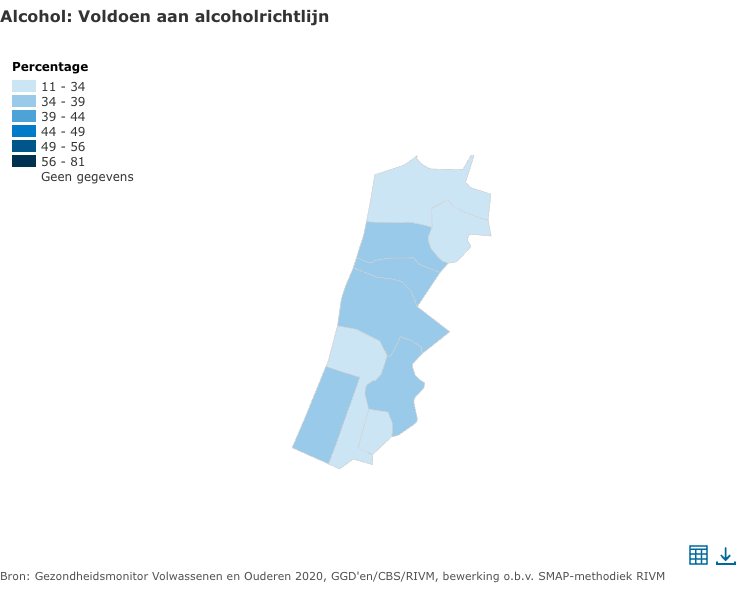 Alcohol: Voldoen aan alcoholrichtlijn
Percentage
11 - 34
34 - 39
39 - 44
44 - 49
49 - 56
56 - 81
Geen gegevens
Bron: Gezondheidsmonitor Volwassenen en Ouderen 2020, GGD'en/CBS/RIVM, bewerking o.b.v. SMAP-methodiek RIVM